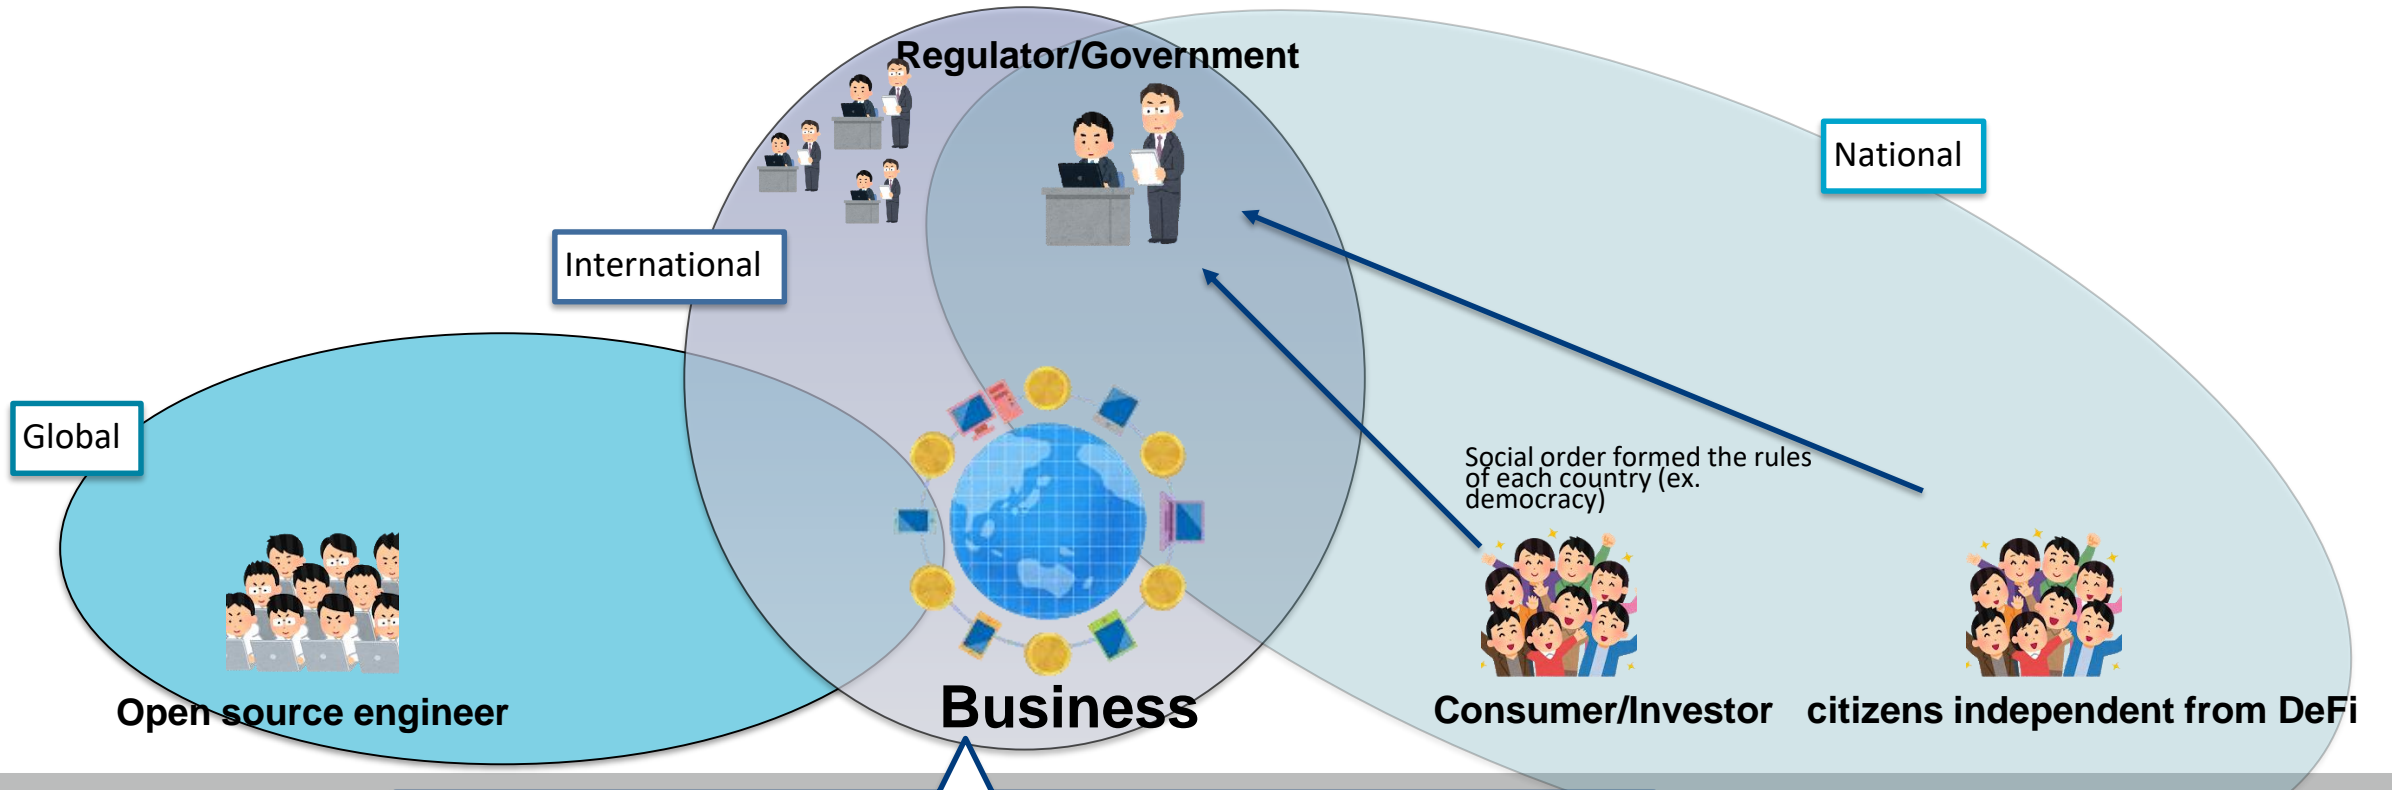 Regulator/Government
National
International
Global
Social order formed the rules
of each country (ex.
democracy)
Open source engineer
Business
Consumer/Investor
citizens independent from DeFi